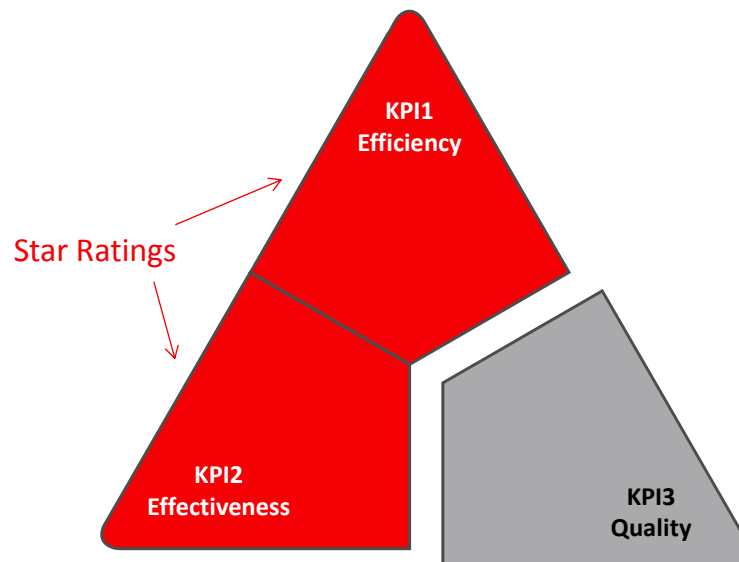 KPI1
Efficiency
Star Ratings
KPI2
Effectiveness
KPI3
Quality